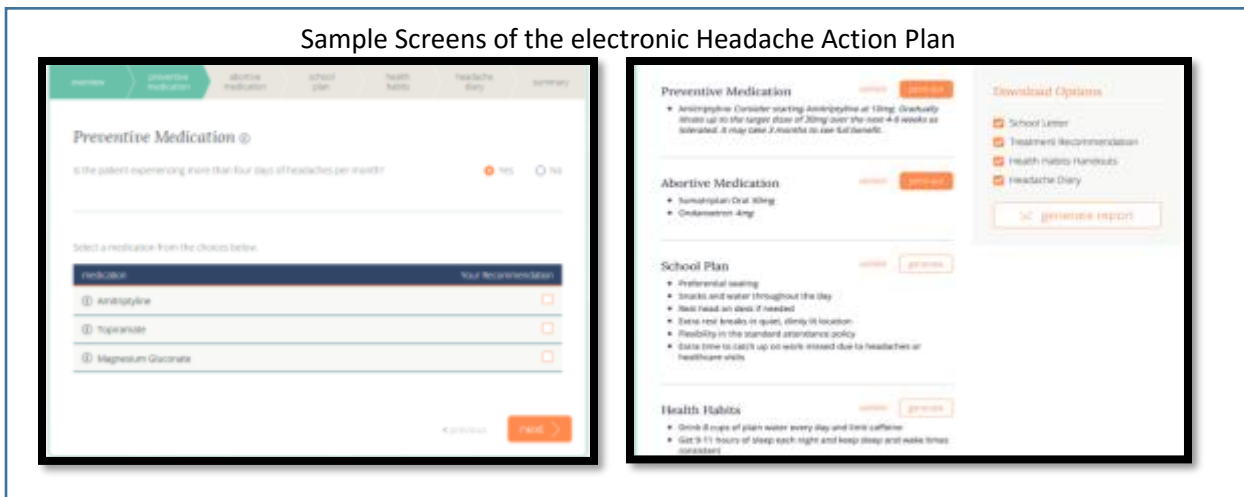 Sample Screens of the electronic Headache Action Plan
overview
preventive medication
abortive medication
school plan
health habits
headache diary
summary
Preventive Medication
Is the patient experiencing more than four days of headaches per month?
Yes
No
Select a medication from the choices below.
medication Your Recommendation
Amitriptyline
Topiramate
Magnesium Gluconate
< previous
next >
Preventive Medication
• Amitriptyline Consider starting Amitriptyline at 10mg. Gradually
titrate up to the target dose of 30mg over the next 4-6 weeks as
tolerated. It may take 3 months to see full benefit.
Abortive Medication
• Sumatriptan Oral 50mg
• Ondansetron 4mg
School Plan
• Preferential seating
• Snacks and water throughout the day
• Rest head on desk if needed
• Extra rest breaks in quiet, dimly lit location
• Flexibility in the standard attendance policy
• Extra time to catch up on work missed due to headaches or
healthcare visits
Health Habits
• Drink 8 cups of plain water every day and limit caffeine
• Get 9-11 hours of sleep each night and keep sleep and wake times
consistent
Download Options
School Letter
Treatment Recommendation
Health Habits Handouts
Headache Diary
generate report